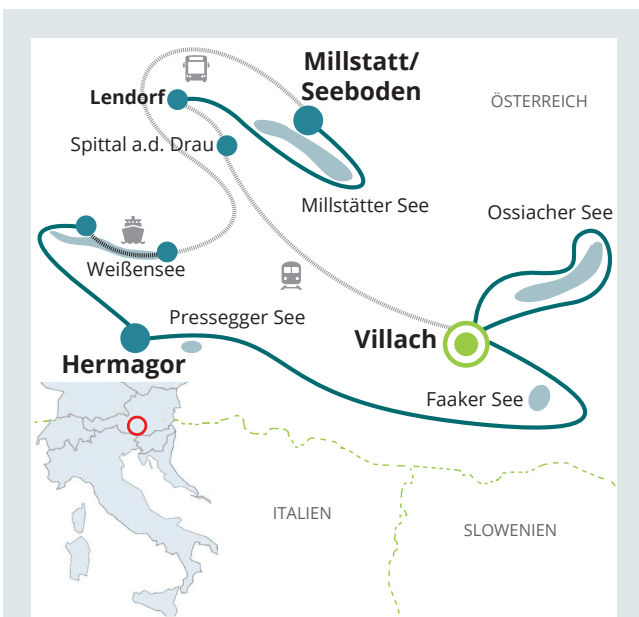 Millstatt/
Seeboden
Lendorf
ÖSTERREICH
Spittal a.d. Drau
Millstätter See
Ossiacher See
Weißensee
Pressegger See
Villach
Hermagor
Faaker See
ITALIEN
SLOWENIEN